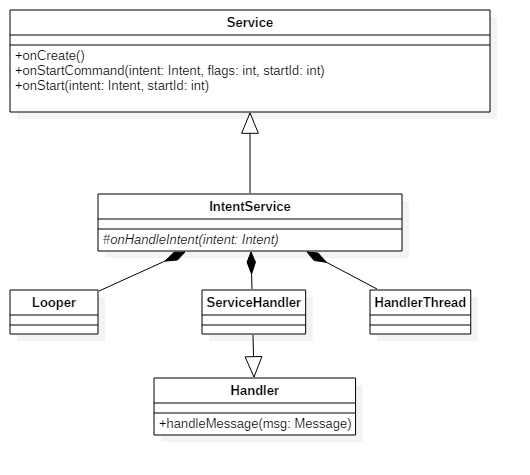 Service
+onCreate()
+onStartCommand(intent: Intent, flags: int, startId: int)
+onStart(intent: Intent, startId: int)
IntentService
#onHandleIntent(intent: Intent)
Looper
ServiceHandler
HandlerThread
Handler
+handleMessage(msg: Message)